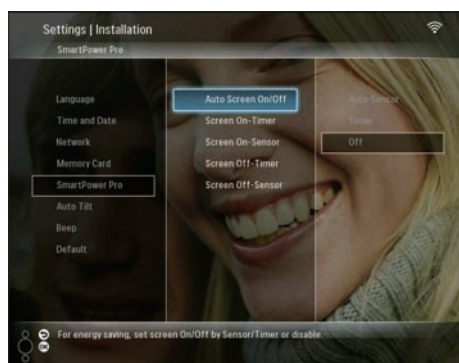 Settings | Installation
SmartPower Pro
Language
Time and Date
Network
Memory Card
SmartPower Pro
Auto Tilt
Beep
Default
Auto Screen On/Off
Screen On-Timer
Screen On-Sensor
Screen Off-Timer
Screen Off-Sensor
Auto Sensor
Timer
Off
For energy saving, set screen On/Off by Sensor/Timer or disable
OK